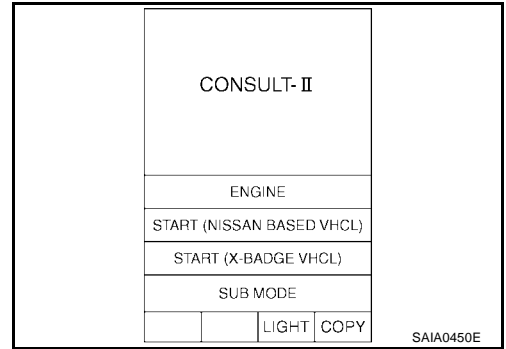 CONSULT-II
ENGINE
START (NISSAN BASED VHCL)
START (X-BADGE VHCL)
SUB MODE
LIGHT COPY
SAIA0450E